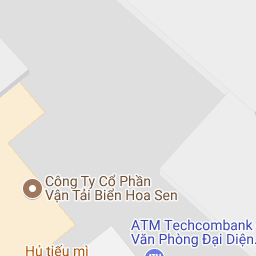 Công Ty Cổ Phần
Vận Tải Biển Hoa Sen
ATM Techcombank
Văn Phòng Đại Diện.
Hủ tiếu mì